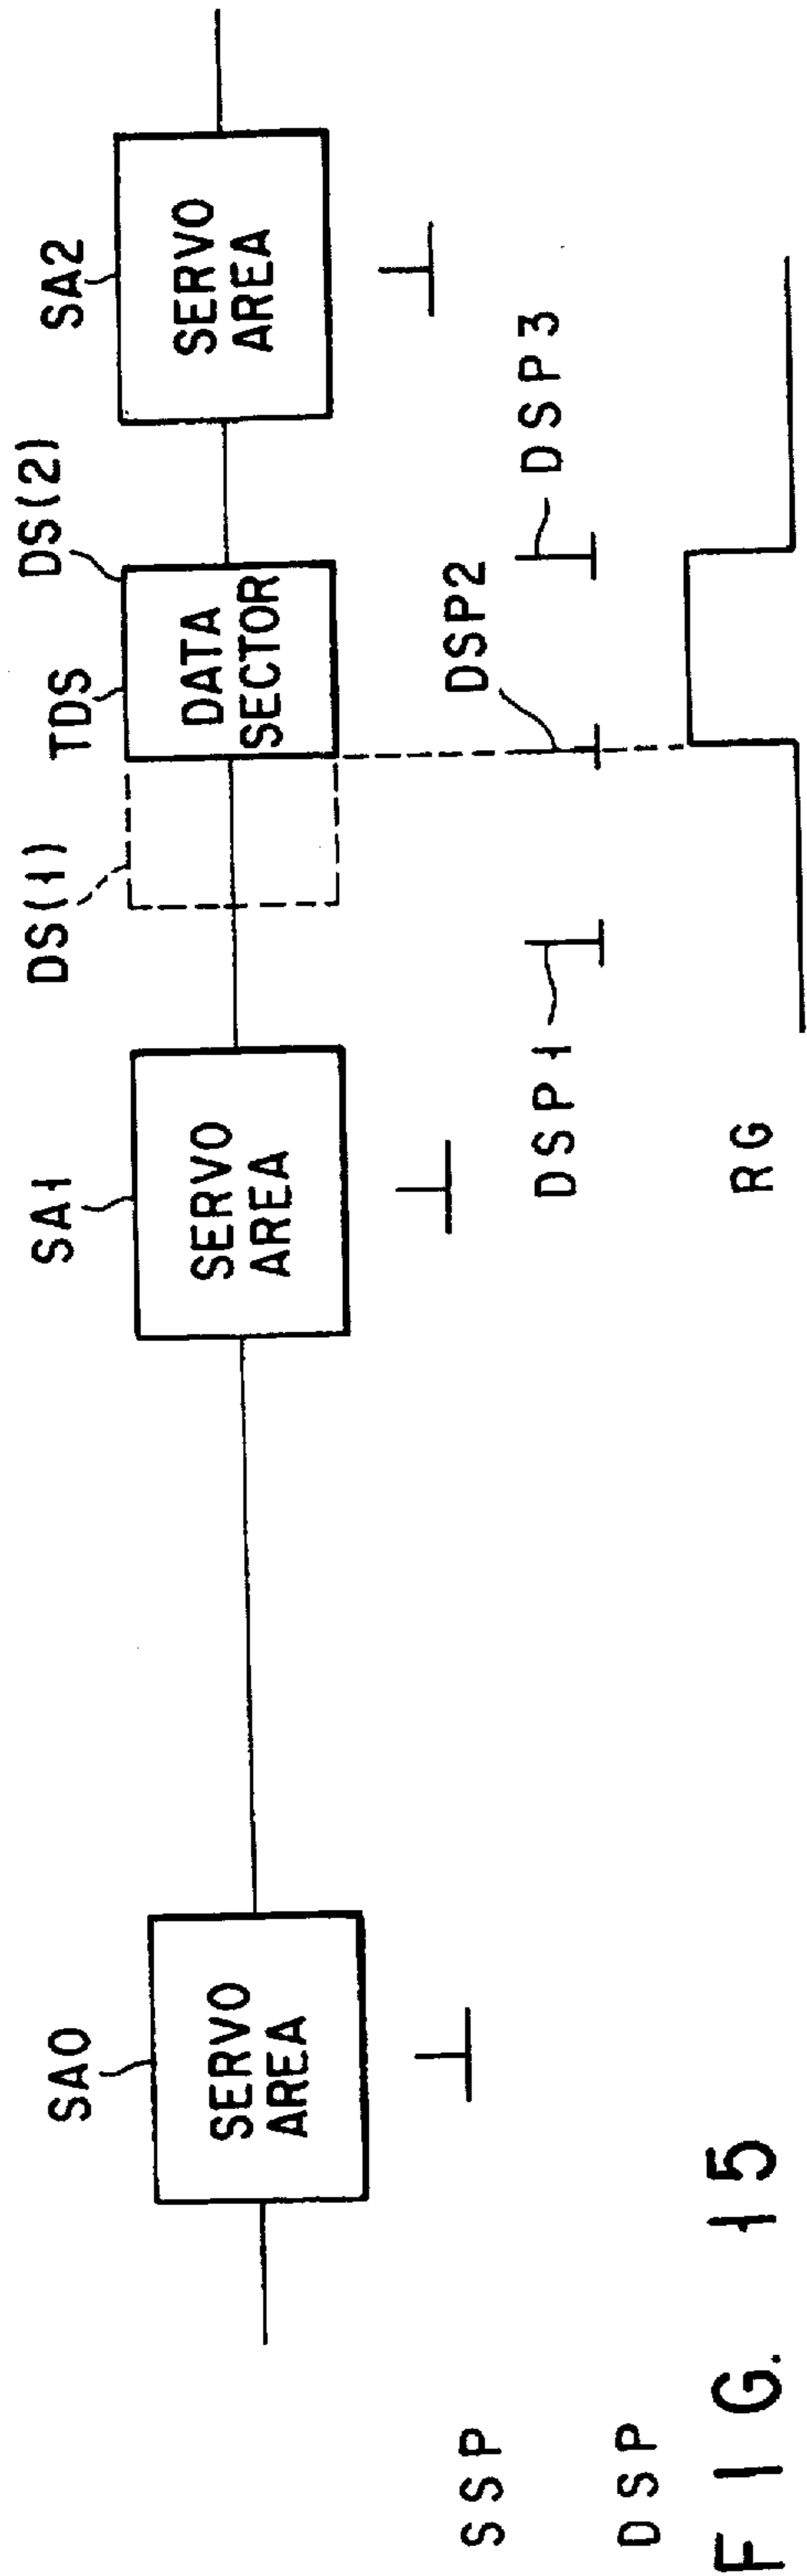 SA0
SA1
DS(1)
TDS
DS(2)
SA2
SERVO
AREA
SERVO
AREA
DATA
SECTOR
SERVO
AREA
SSP
DSP
DSP1
DSP2
DSP3
RG
FIG. 15